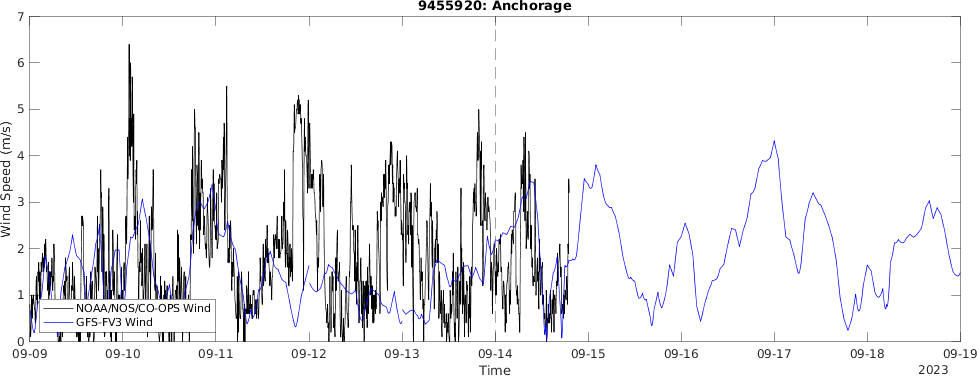 9455920: Anchorage
7
6
5
4
3
2
1
0
Wind Speed (m/s)
NOAA/NOS/CO-OPS Wind
GFS-FV3 Wind
09-09 09-10 09-11 09-12 09-13 09-14 09-15 09-16 09-17 09-18 09-19
Time
2023